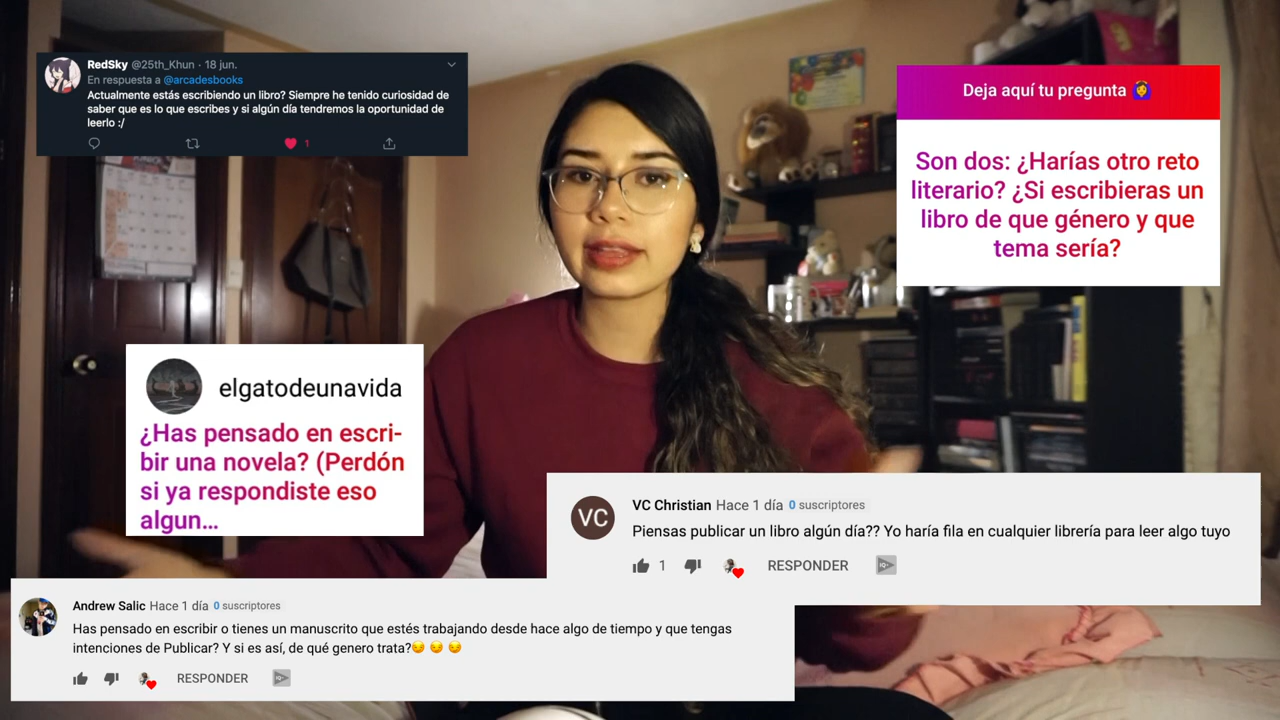 RedSky @25th_Khun · 18 jun.
En respuesta a @arcadesbooks
Actualmente estás escribiendo un libro? Siempre he tenido curiosidad de
saber que es lo que escribes y si algún día tendremos la oportunidad de
leerlo :/
1
Deja aquí tu pregunta 🙆‍♀️
Son dos: ¿Harías otro reto
literario? ¿Si escribieras un
libro de que género y que
tema sería?
elgatodeunavida
¿Has pensado en escri-
bir una novela? (Perdón
si ya respondiste eso
algun...
VC
VC Christian Hace 1 día 0 suscriptores
Piensas publicar un libro algún día?? Yo haría fila en cualquier librería para leer algo tuyo
1 RESPONDER
Andrew Salic Hace 1 día 0 suscriptores
Has pensado en escribir o tienes un manuscrito que estés trabajando desde hace algo de tiempo y que tengas
intenciones de Publicar? Y si es así, de qué genero trata?😏 😏 😏
RESPONDER